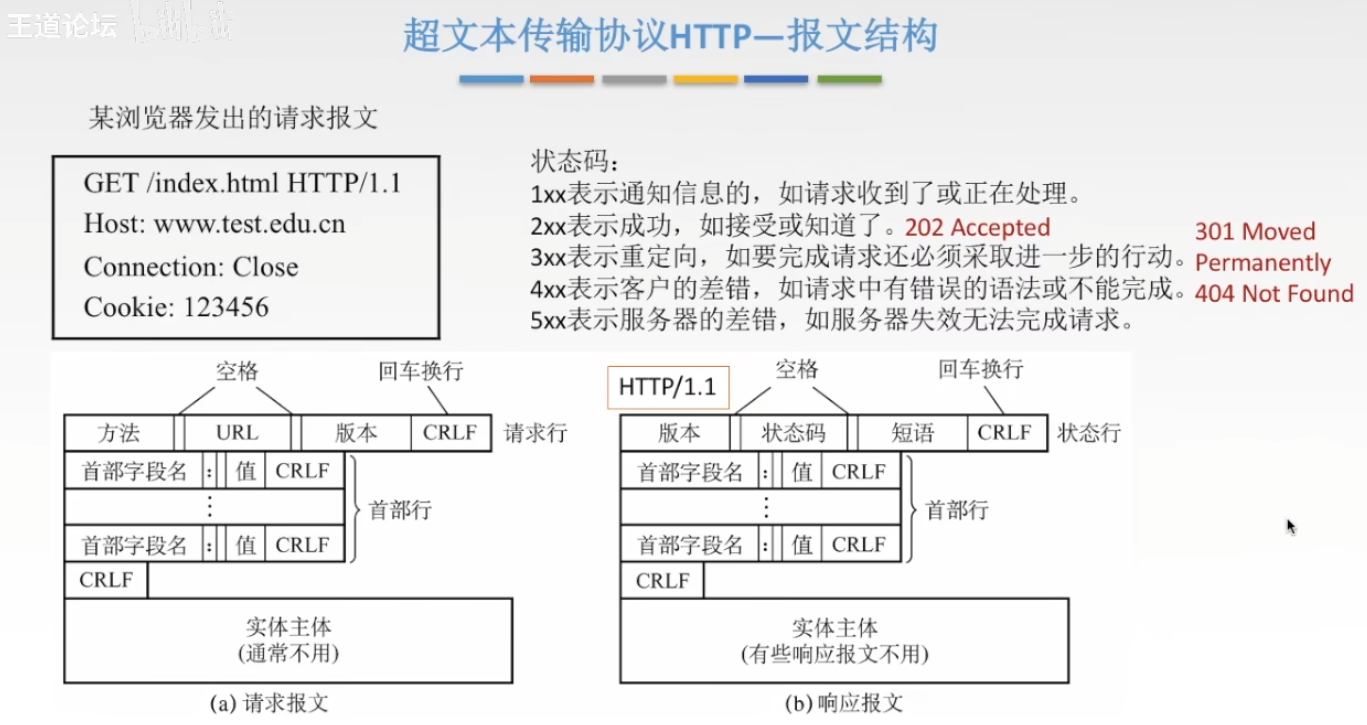 王道论坛
超文本传输协议HTTP—报文结构
某浏览器发出的请求报文
GET /index.html HTTP/1.1
Host: www.test.edu.cn
Connection: Close
Cookie: 123456
状态码：
1xx表示通知信息的，如请求收到了或正在处理。
2xx表示成功，如接受或知道了。202 Accepted
3xx表示重定向，如要完成请求还必须采取进一步的行动。301 Moved Permanently
4xx表示客户的差错，如请求中有错误的语法或不能完成。404 Not Found
5xx表示服务器的差错，如服务器失效无法完成请求。
空格 回车换行
方法 URL 版本 CRLF 请求行
首部字段名 : 值 CRLF
⋮ 首部行
首部字段名 : 值 CRLF
CRLF
实体主体
(通常不用)
(a) 请求报文
HTTP/1.1 空格 回车换行
版本 状态码 短语 CRLF 状态行
首部字段名 : 值 CRLF
⋮ 首部行
首部字段名 : 值 CRLF
CRLF
实体主体
(有些响应报文不用)
(b) 响应报文